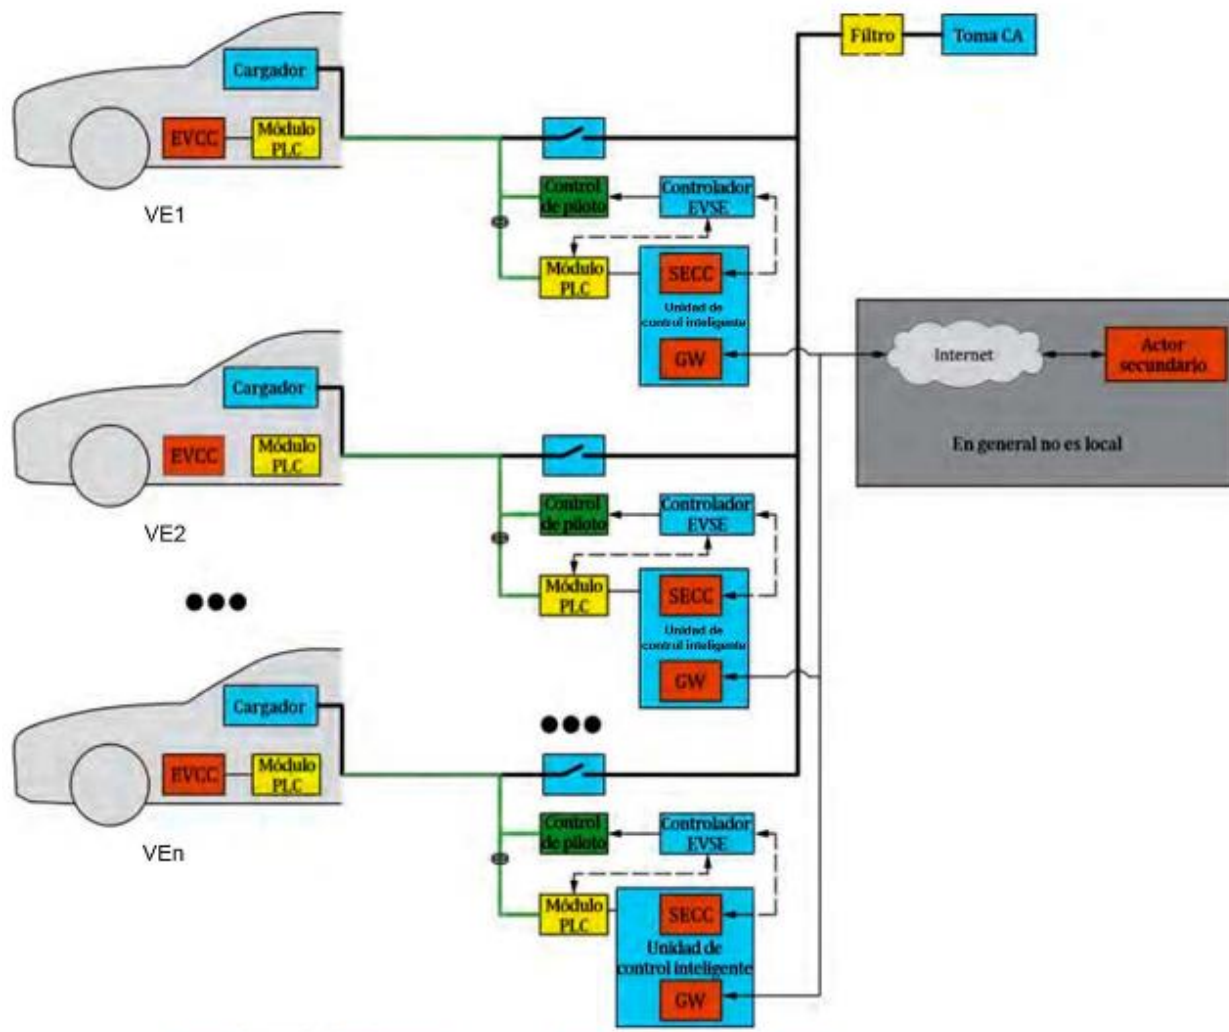 Filtro
Toma CA
Cargador
EVCC
Módulo
PLC
VE1
Control
de piloto
Controlador
EVSE
Módulo
PLC
SECC
Unidad de
control inteligente
GW
Internet
Actor
secundário
En general no es local
Cargador
EVCC
Módulo
PLC
VE2
Control
de piloto
Controlador
EVSE
Módulo
PLC
SECC
Unidad de
control inteligente
GW
Cargador
EVCC
Módulo
PLC
VEn
Control
de piloto
Controlador
EVSE
Módulo
PLC
SECC
Unidad de
control inteligente
GW